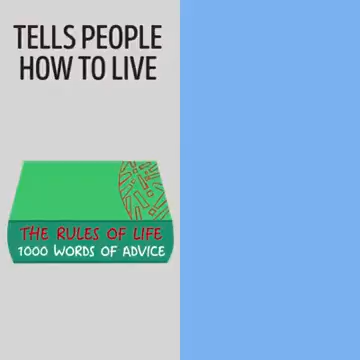 TELLS PEOPLE
HOW TO LIVE
THE RULES OF LIFE
1000 WORDS OF ADVICE